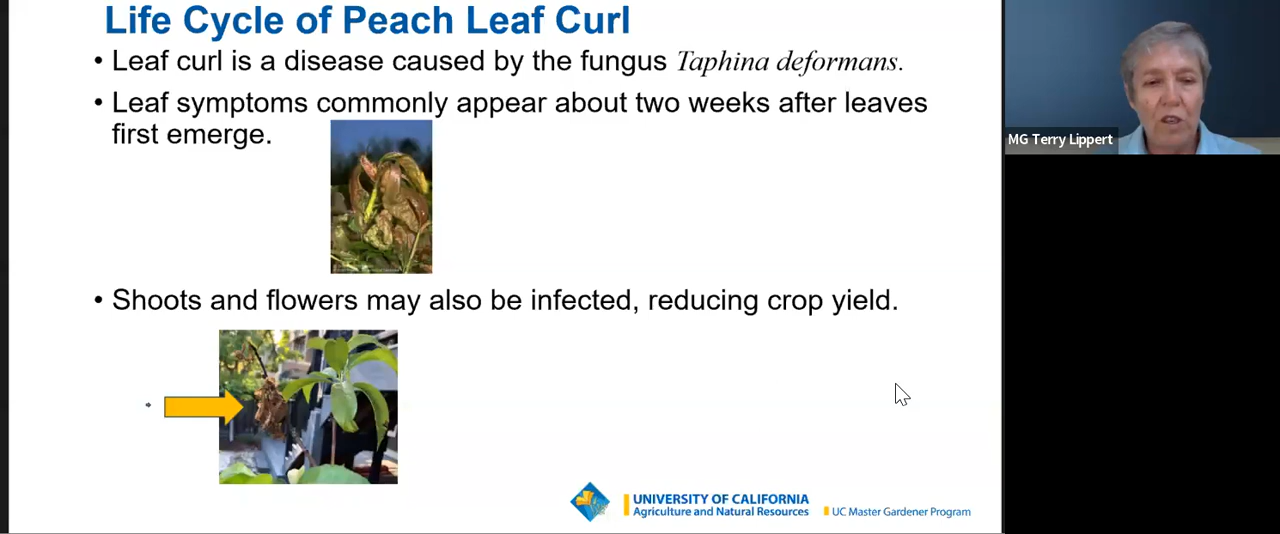 Life Cycle of Peach Leaf Curl
• Leaf curl is a disease caused by the fungus Taphina deformans.
• Leaf symptoms commonly appear about two weeks after leaves
first emerge.
• Shoots and flowers may also be infected, reducing crop yield.
UNIVERSITY OF CALIFORNIA
Agriculture and Natural Resources
UC Master Gardener Program
MG Terry Lippert